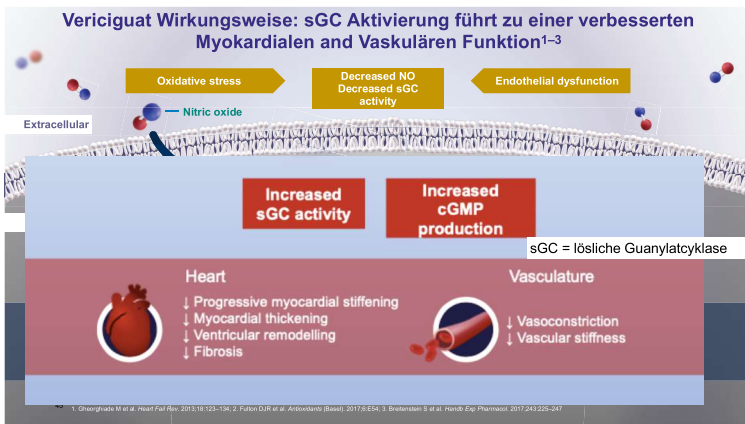 Vericiguat Wirkungsweise: sGC Aktivierung führt zu einer verbesserten
Myokardialen and Vaskulären Funktion1–3
Oxidative stress
Decreased NO
Decreased sGC
activity
Endothelial dysfunction
Nitric oxide
Extracellular
Increased
sGC activity
Increased
cGMP
production
sGC = lösliche Guanylatcyklase
Heart
↓ Progressive myocardial stiffening
↓ Myocardial thickening
↓ Ventricular remodelling
↓ Fibrosis
Vasculature
↓ Vasoconstriction
↓ Vascular stiffness
1. Gheorghiade M et al. Heart Fail Rev. 2013;18:123–134; 2. Fulton DJR et al. Antioxidants (Basel). 2017;6:E54; 3. Breitenstein S et al. Handb Exp Pharmacol. 2017;243:225–247